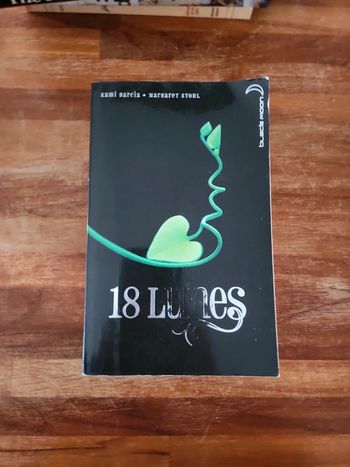 Kami Garcia • Margaret Stohl
black moon
18 Lunes